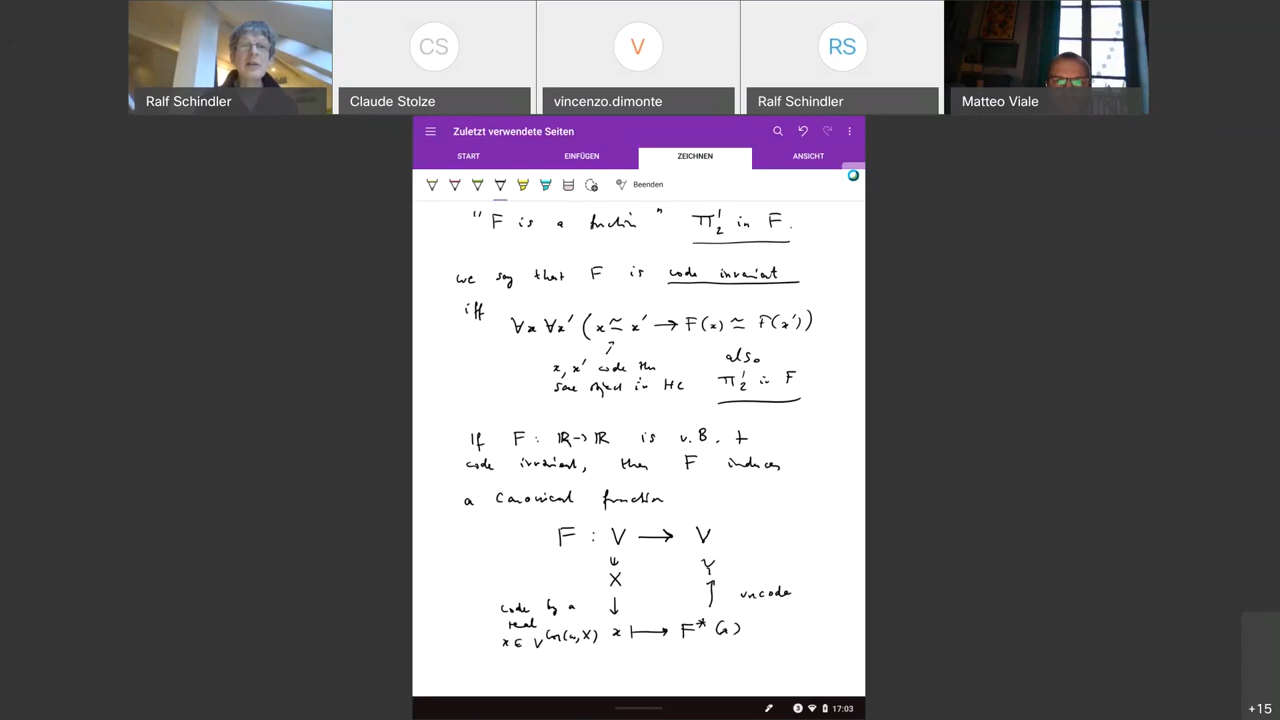 CS
V
RS
Ralf Schindler
Claude Stolze
vincenzo.dimonte
Ralf Schindler
Matteo Viale
Zuletzt verwendete Seiten
START
EINFÜGEN
ZEICHNEN
ANSICHT
Beenden
"F is a function" Π¹₂ in F.
we say that F is code invariant
iff ∀x ∀x' (x ≃ x' → F(x) ≃ F(x'))
x, x' code the
same object in HC
also
Π¹₂ in F
If F : ℝ→ℝ is u.B. +
code invariant, then F induces
a canonical function
F : V → V
X Y
code by a
real
x ∈ V^Col(ω,X)
x ↦ F*(x)
uncode
3
17:03
+15